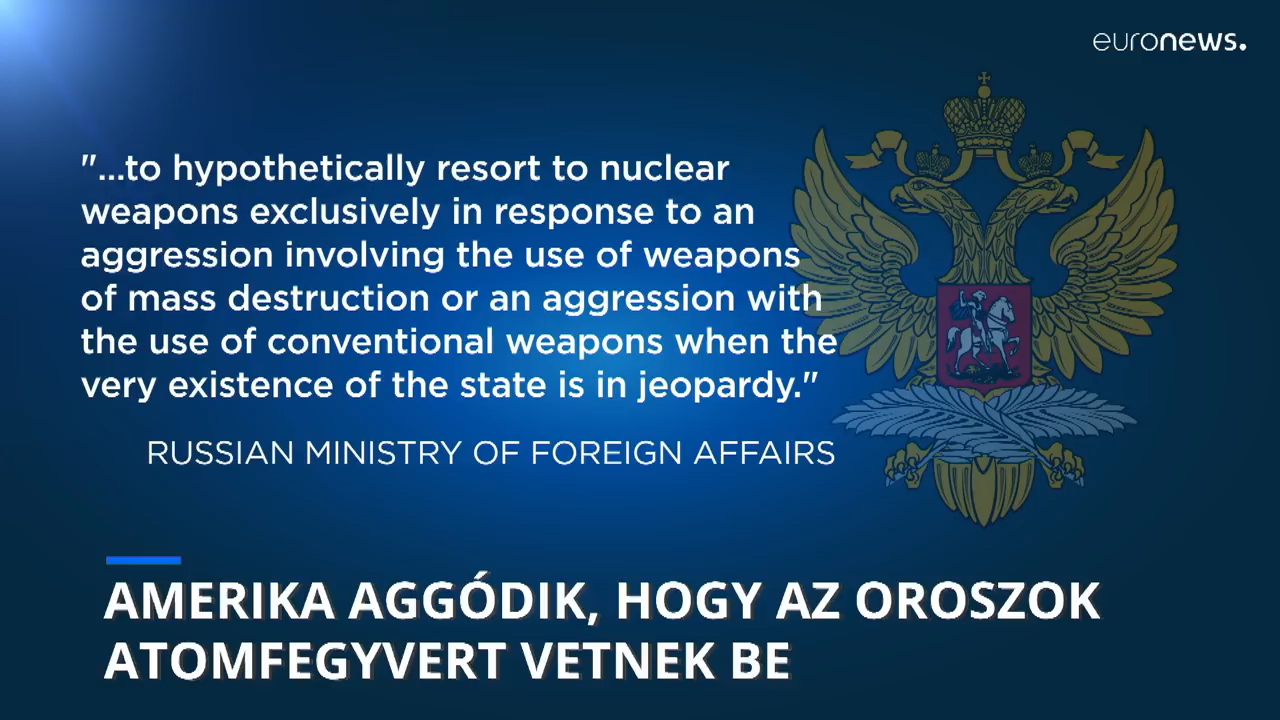 euronews.
"...to hypothetically resort to nuclear
weapons exclusively in response to an
aggression involving the use of weapons
of mass destruction or an aggression with
the use of conventional weapons when the
very existence of the state is in jeopardy."
RUSSIAN MINISTRY OF FOREIGN AFFAIRS
AMERIKA AGGÓDIK, HOGY AZ OROSZOK
ATOMFEGYVERT VETNEK BE